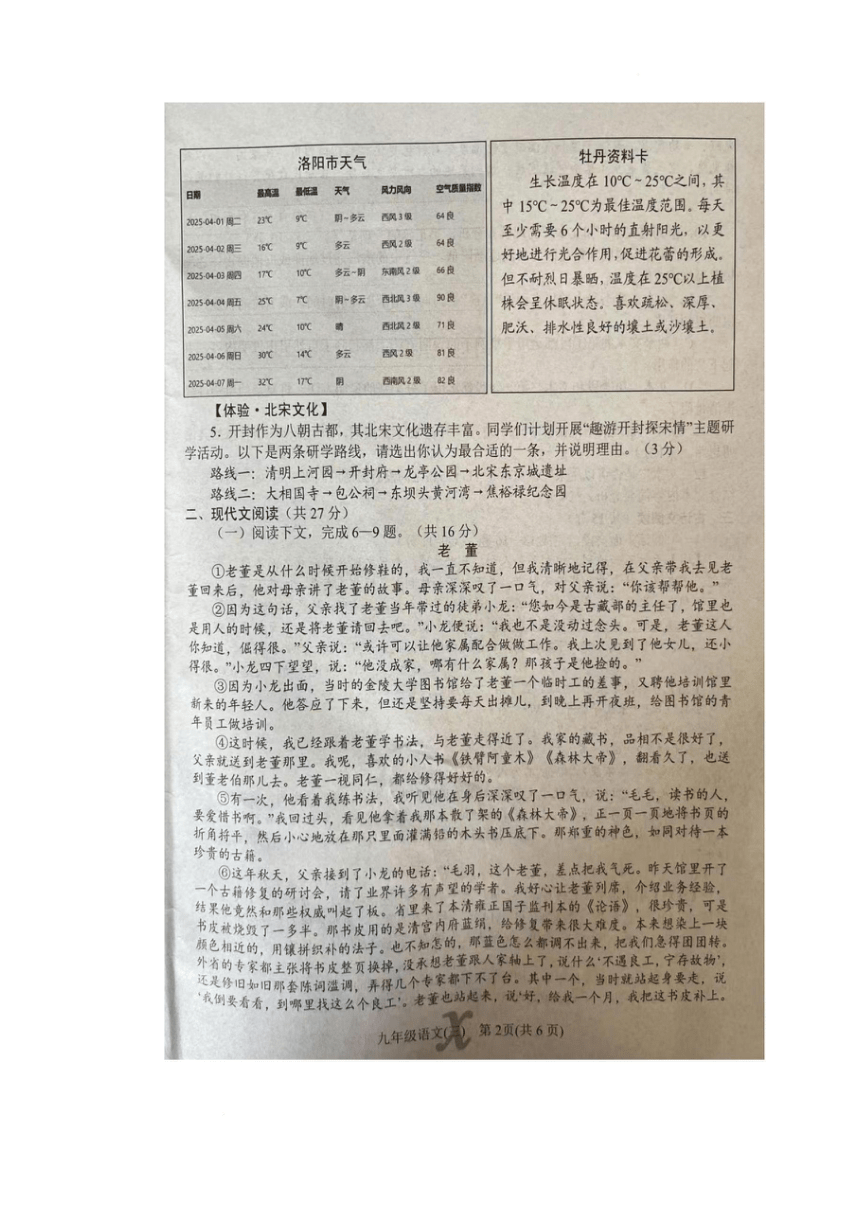 洛阳市天气
日期 最高温 最低温 天气 风力风向 空气质量指数
2025-04-01 周二 23℃ 9℃ 阴~多云 西风3级 64 良
2025-04-02 周三 16℃ 9℃ 多云 西风2级 64 良
2025-04-03 周四 17℃ 10℃ 多云~阴 东南风2级 66 良
2025-04-04 周五 25℃ 7℃ 阴~多云 西北风3级 90 良
2025-04-05 周六 24℃ 10℃ 晴 西北风2级 71 良
2025-04-06 周日 30℃ 14℃ 多云 西风2级 81 良
2025-04-07 周一 32℃ 17℃ 阴 西南风2级 82 良
牡丹资料卡
生长温度在 10℃~25℃之间，其
中 15℃~25℃为最佳温度范围。每天
至少需要 6 个小时的直射阳光，以更
好地进行光合作用，促进花蕾的形成。
但不耐烈日暴晒，温度在 25℃以上植
株会呈休眠状态。喜欢疏松、深厚、
肥沃、排水性良好的壤土或沙壤土。
【体验·北宋文化】
5．开封作为八朝古都，其北宋文化遗存丰富。同学们计划开展“趣游开封探宋情”主题研
学活动。以下是两条研学路线，请选出你认为最合适的一条，并说明理由。（3 分）
路线一：清明上河园→开封府→龙亭公园→北宋东京城遗址
路线二：大相国寺→包公祠→东坝头黄河湾→焦裕禄纪念园
二、现代文阅读（共 27 分）
（一）阅读下文，完成 6—9 题。（共 16 分）
老 董
①老董是从什么时候开始修鞋的，我一直不知道，但我清晰地记得，在父亲带我去见老
董回来后，他对母亲讲了老董的故事。母亲深深叹了一口气，对父亲说：“你该帮帮他。”
②因为这句话，父亲找了老董当年带过的徒弟小龙：“您如今是古藏部的主任了，馆里也
是用人的时候，还是将老董请回去吧。”小龙便说：“我也不是没动过念头。可是，老董这人
你知道，倔得很。”父亲说：“或许可以让他家属配合做做工作。我上次见到了他女儿，还小
得很。”小龙四下望望，说：“他没成家，哪有什么家属？那孩子是他捡的。”
③因为小龙出面，当时的金陵大学图书馆给了老董一个临时工的差事，又聘他培训馆里
新来的年轻人。他答应了下来，但还是坚持要每天出摊儿，到晚上再开夜班，给图书馆的青
年员工做培训。
④这时候，我已经跟着老董学书法，与老董走得近了。我家的藏书，品相不是很好了，
父亲就送到老董那里。我呢，喜欢的小人书《铁臂阿童木》《森林大帝》，翻看久了，也送
到董老伯那儿去。老董一视同仁，都给修得好好的。
⑤有一次，他看着我练书法，我听见他在身后深深叹了一口气，说：“毛毛，读书的人，
要爱惜书啊。”我回过头，看见他拿着我那本散了架的《森林大帝》，正一页一页地将书页的
折角捋平，然后小心地放在那只里面灌满铅的木头书压底下。那郑重的神色，如同对待一本
珍贵的古籍。
⑥这年秋天，父亲接到了小龙的电话：“毛羽，这个老董，差点把我气死。昨天馆里开了
一个古籍修复的研讨会，请了业界许多有声望的学者。我好心让老董列席，介绍业务经验，
结果他竟然和那些权威叫起了板。省里来了本清雍正国子监刊本的《论语》，很珍贵，可是
书皮被烧毁了一多半。那书皮用的是清宫内府蓝绢，给修复带来很大难度。本来想染上一块
颜色相近的，用镶拼织补的法子。也不知怎的，那蓝色怎么都调不出来，把我们急得团团转。
外省的专家都主张将书皮整页换掉，没承想老董跟人家轴上了，说什么‘不遇良工，宁存故物’，
还是修旧如旧那套陈词滥调，弄得几个专家都下不了台。其中一个，当时就站起身要走，说
‘我倒要看看，到哪里找这么个良工’。老董也站起来，说‘好，给我一个月，我把这书皮补上。
九年级语文(三) 第 2页(共 6 页)